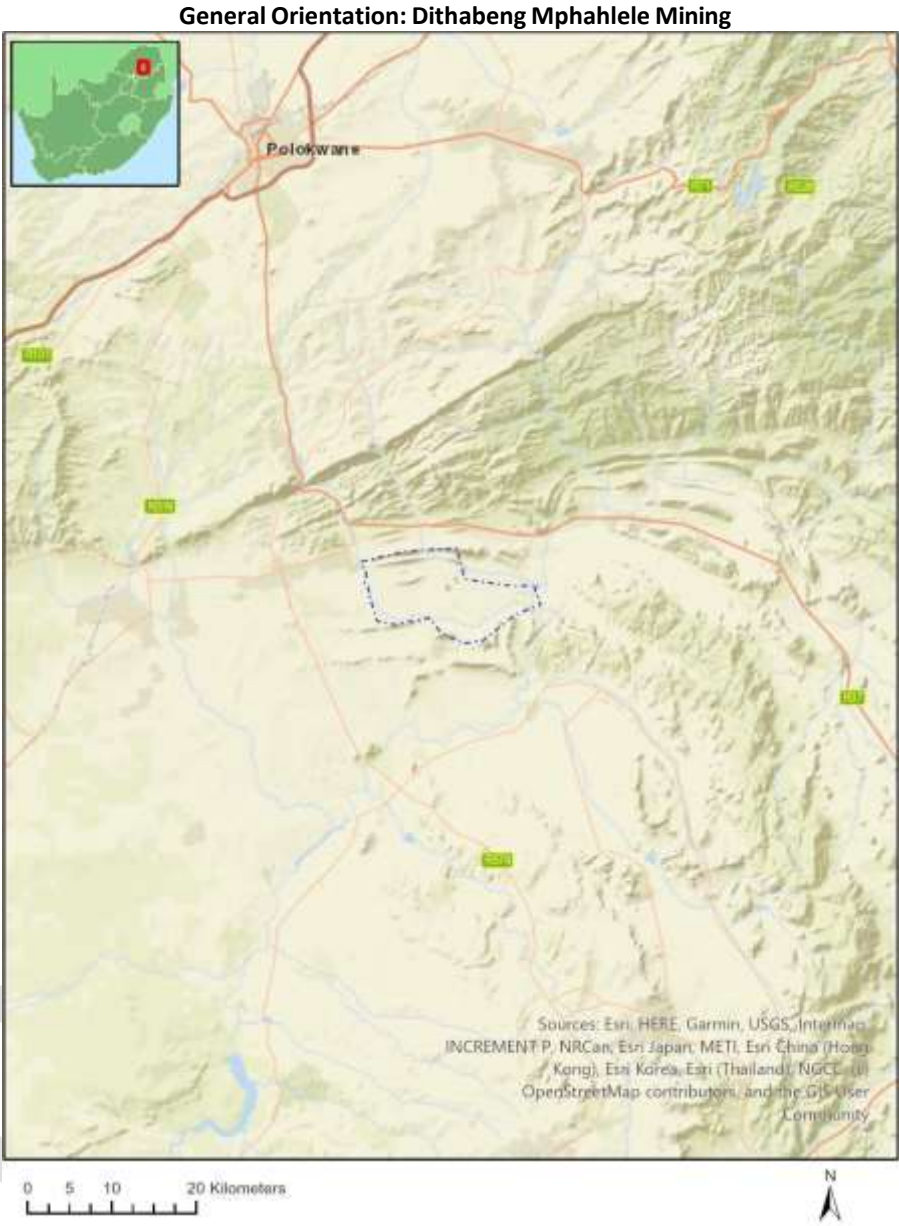 General Orientation: Dithabeng Mphahlele Mining
Polokwane
R71
Sources: Esri, HERE, Garmin, USGS, Intermap,
INCREMENT P, NRCan, Esri Japan, METI, Esri China (Hong
Kong), Esri Korea, Esri (Thailand), NGCC, (c)
OpenStreetMap contributors, and the GIS User
Community
0 5 10 20 Kilometers
N